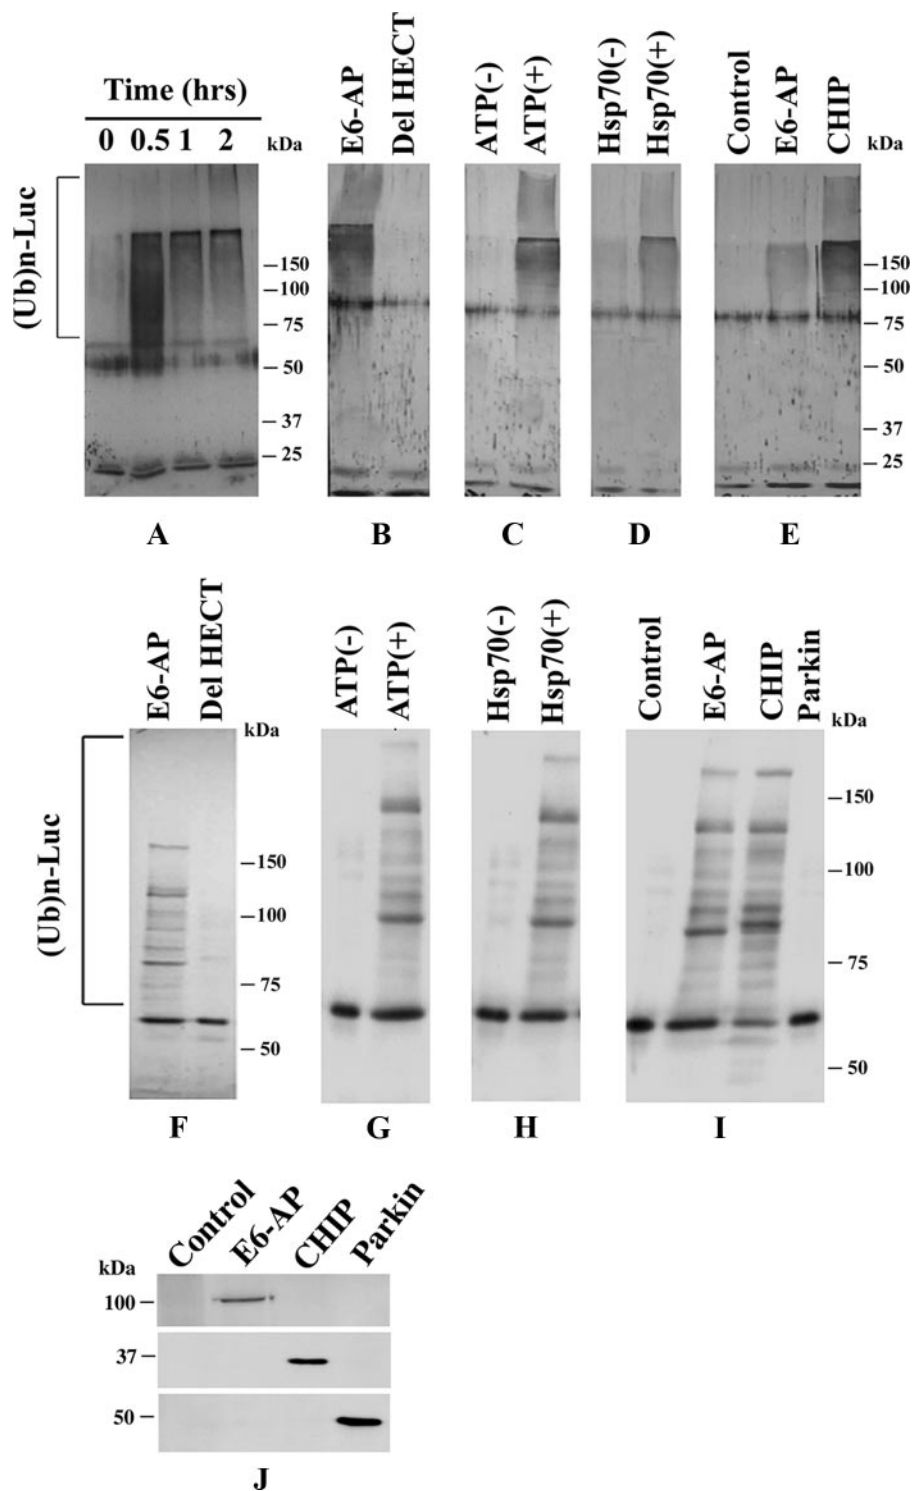 Time (hrs)
0 0.5 1 2 kDa
E6-AP
Del HECT
ATP(-)
ATP(+)
Hsp70(-)
Hsp70(+)
Control
E6-AP
CHIP
kDa
(Ub)n-Luc
150
100
75
50
37
25
150
100
75
50
37
25
A B C D E
E6-AP
Del HECT
kDa
ATP(-)
ATP(+)
Hsp70(-)
Hsp70(+)
Control
E6-AP
CHIP
Parkin
kDa
(Ub)n-Luc
150
100
75
50
150
100
75
50
F G H I
Control
E6-AP
CHIP
Parkin
kDa
100
37
50
J